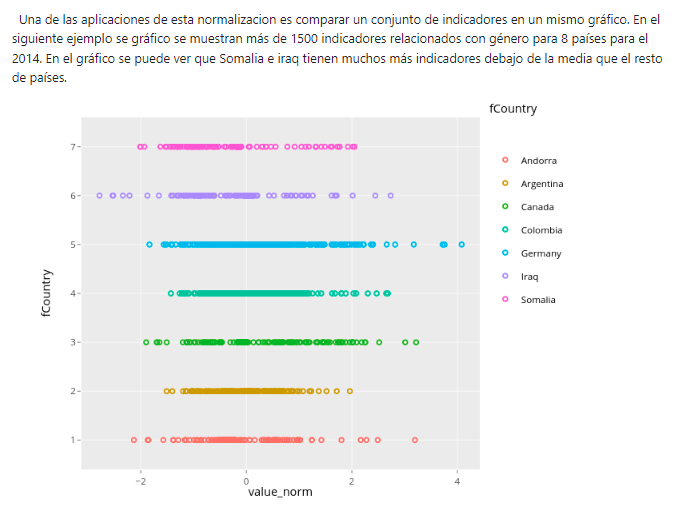 Una de las aplicaciones de esta normalizacion es comparar un conjunto de indicadores en un mismo gráfico. En el
siguiente ejemplo se gráfico se muestran más de 1500 indicadores relacionados con género para 8 países para el
2014. En el gráfico se puede ver que Somalia e iraq tienen muchos más indicadores debajo de la media que el resto
de países.
fCountry
7
Andorra
Argentina
6
Canada
Colombia
5
Germany
Iraq
4
Somalia
fCountry
3
2
1
−2 0 2 4
value_norm